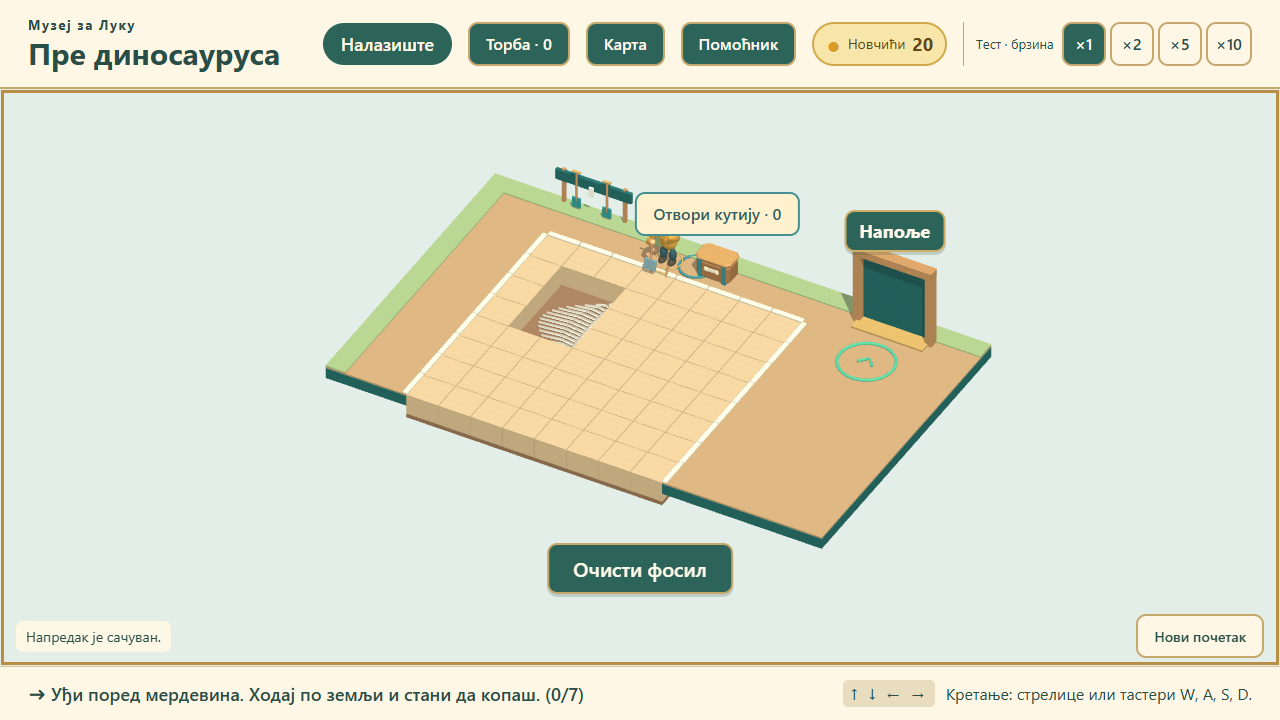 Музеј за Луку
Пре диносауруса
Налазиште
Торба · 0
Карта
Помоћник
Новчићи 20
Тест · брзина
×1
×2
×5
×10
Отвори кутију · 0
Напоље
Очисти фосил
Напредак је сачуван.
Нови почетак
→ Уђи поред мердевина. Ходај по земљи и стани да копаш. (0/7)
↑ ↓ ← → Кретање: стрелице или тастери W, A, S, D.